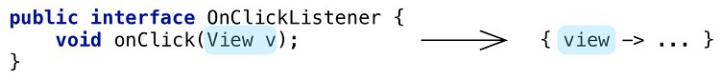 public interface OnClickListener {
    void onClick(View v);        { view -> ... }
}